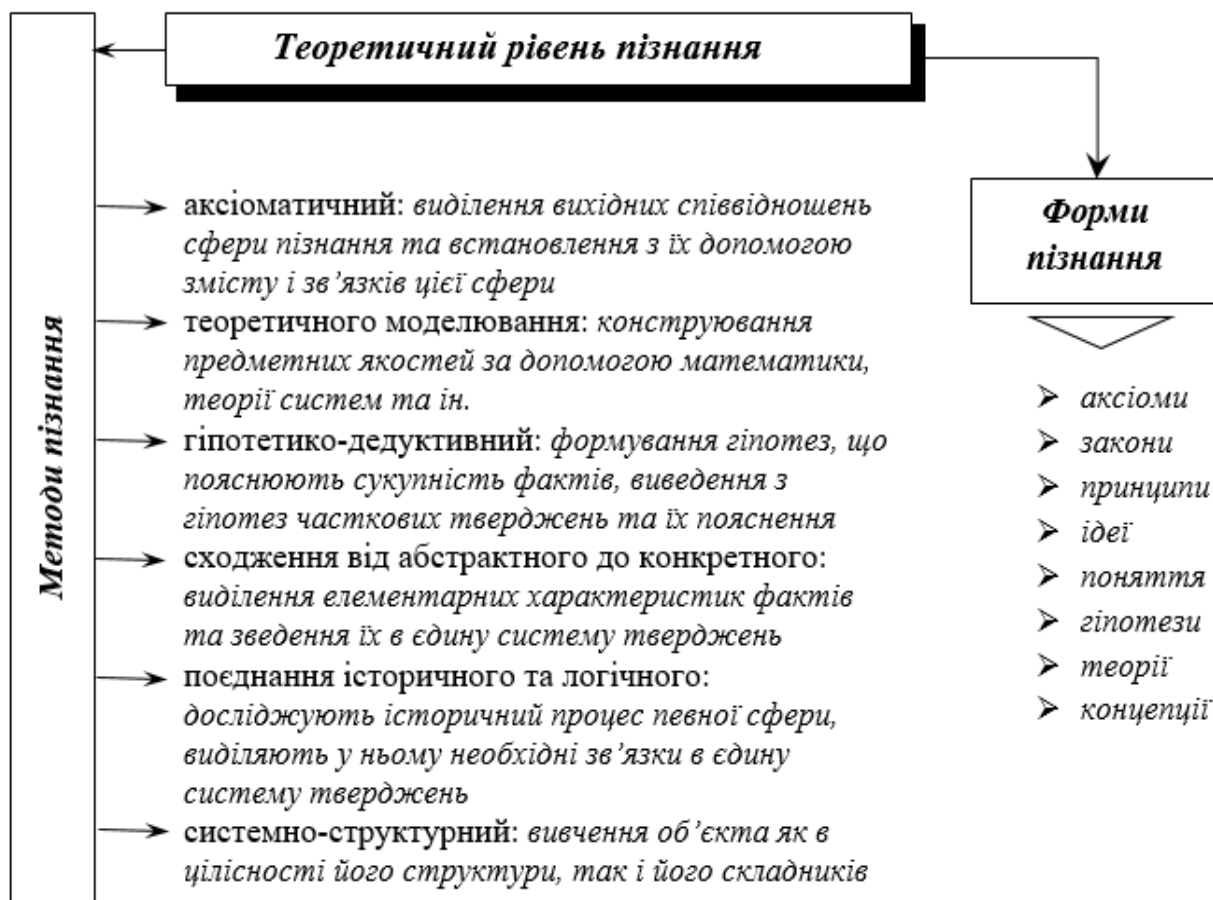 Теоретичний рівень пізнання
Методи пізнання
аксіоматичний: виділення вихідних співвідношень
сфери пізнання та встановлення з їх допомогою
змісту і зв’язків цієї сфери
теоретичного моделювання: конструювання
предметних якостей за допомогою математики,
теорії систем та ін.
гіпотетико-дедуктивний: формування гіпотез, що
пояснюють сукупність фактів, виведення з
гіпотез часткових тверджень та їх пояснення
сходження від абстрактного до конкретного:
виділення елементарних характеристик фактів
та зведення їх в єдину систему тверджень
поєднання історичного та логічного:
досліджують історичний процес певної сфери,
виділяють у ньому необхідні зв’язки в єдину
систему тверджень
системно-структурний: вивчення об’єкта як в
цілісності його структури, так і його складників
Форми
пізнання
аксіоми
закони
принципи
ідеї
поняття
гіпотези
теорії
концепції